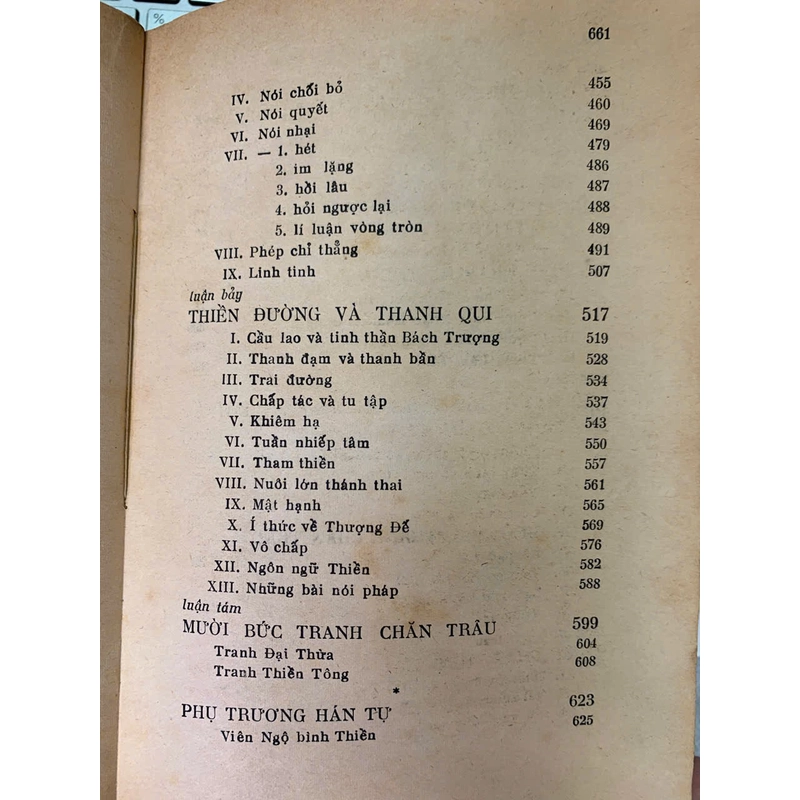 %
661
IV. Nói chối bỏ 455
V. Nói quyết 460
VI. Nói nhại 469
VII. — 1. hét 479
2. im lặng 486
3. hồi lâu 487
4. hỏi ngược lại 488
5. lí luận vòng tròn 489
VIII. Phép chỉ thẳng 491
IX. Linh tinh 507
luận bảy
THIỀN ĐƯỜNG VÀ THANH QUI 517
I. Cầu lao và tinh thần Bách Trượng 519
II. Thanh đạm và thanh bần 528
III. Trai đường 534
IV. Chấp tác và tu tập 537
V. Khiêm hạ 543
VI. Tuần nhiếp tâm 550
VII. Tham thiền 557
VIII. Nuôi lớn thánh thai 561
IX. Mật hạnh 565
X. Í thức về Thượng Đế 569
XI. Vô chấp 576
XII. Ngôn ngữ Thiền 582
XIII. Những bài nói pháp 588
luận tám
MƯỜI BỨC TRANH CHĂN TRÂU 599
Tranh Đại Thừa 604
Tranh Thiền Tông 608
*
PHỤ TRƯƠNG HÁN TỰ 623
Viên Ngộ bình Thiền 625